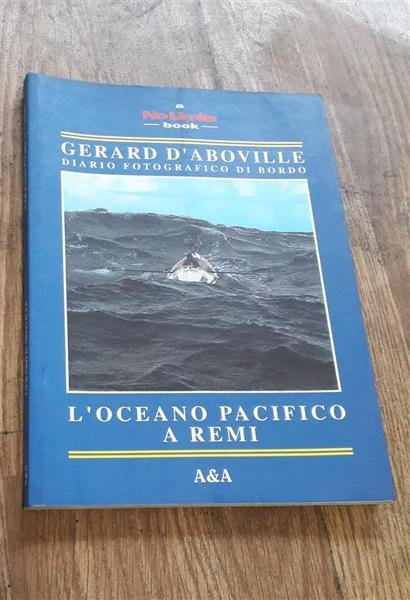 a
No Limits
book
GERARD D'ABOVILLE
DIARIO FOTOGRAFICO DI BORDO
L'OCEANO PACIFICO
A REMI
A&A